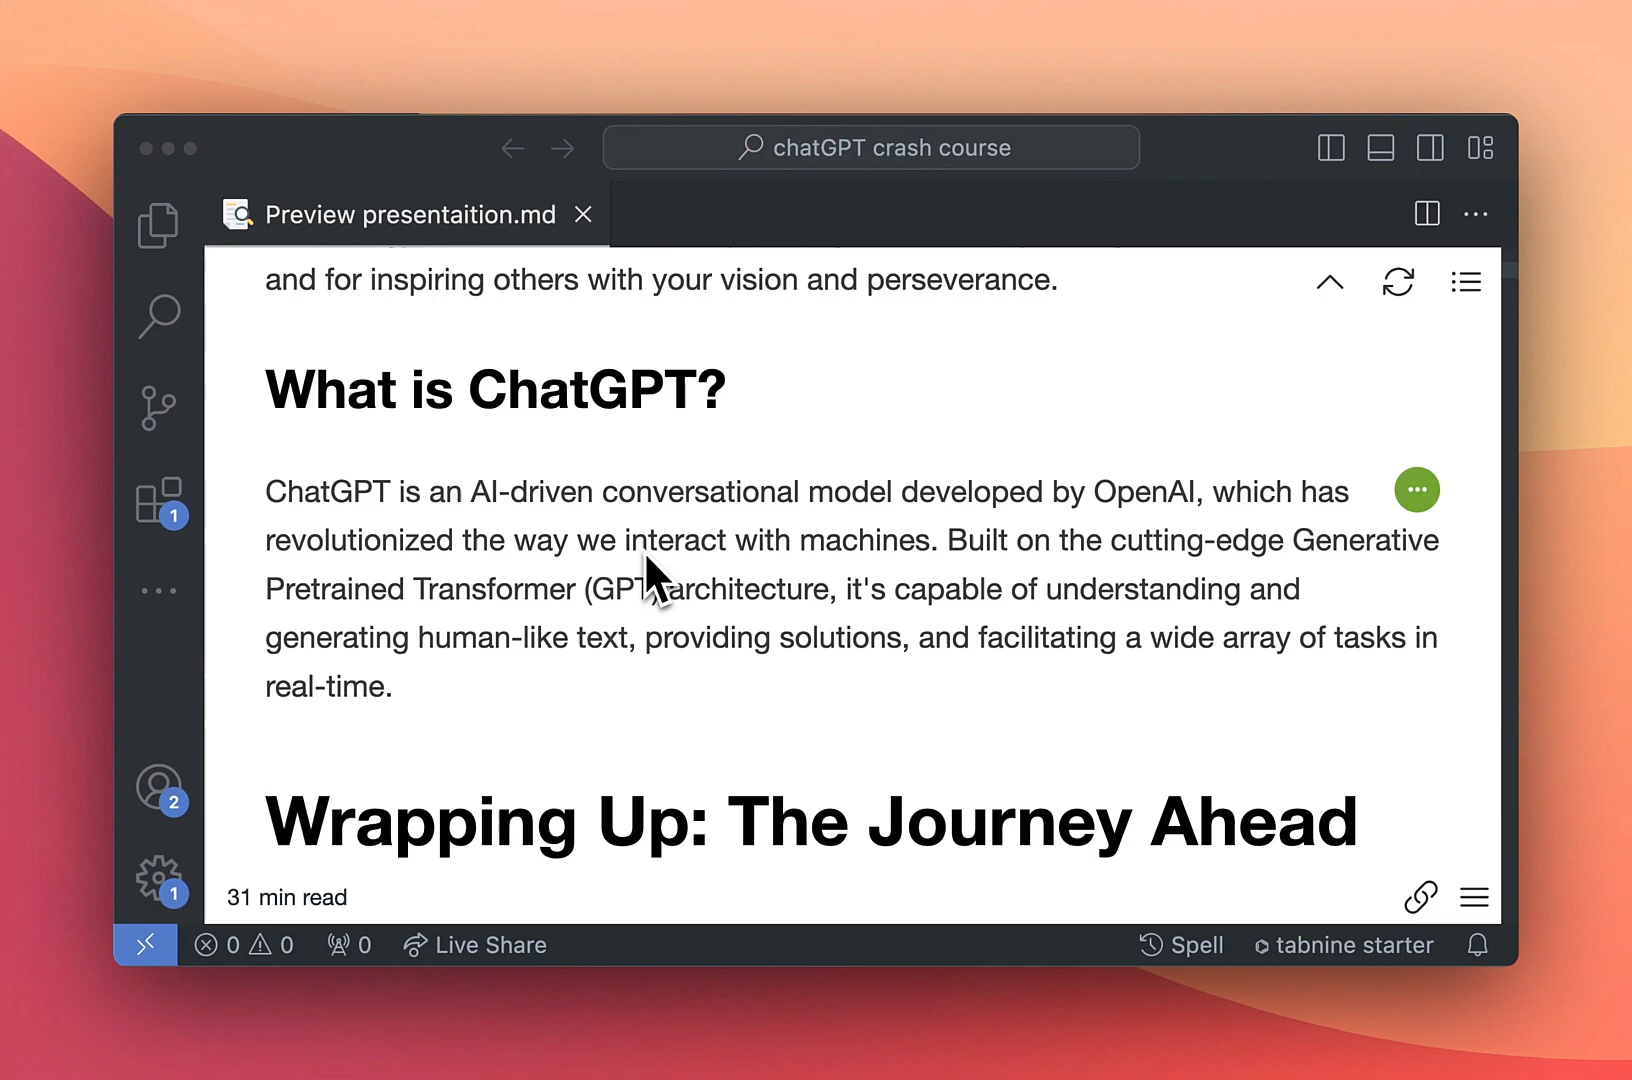 chatGPT crash course
Preview presentaition.md
and for inspiring others with your vision and perseverance.
What is ChatGPT?
ChatGPT is an AI-driven conversational model developed by OpenAI, which has
revolutionized the way we interact with machines. Built on the cutting-edge Generative
Pretrained Transformer (GPT) architecture, it's capable of understanding and
generating human-like text, providing solutions, and facilitating a wide array of tasks in
real-time.
1
Wrapping Up: The Journey Ahead
2
1
31 min read
0 0 0 Live Share Spell tabnine starter